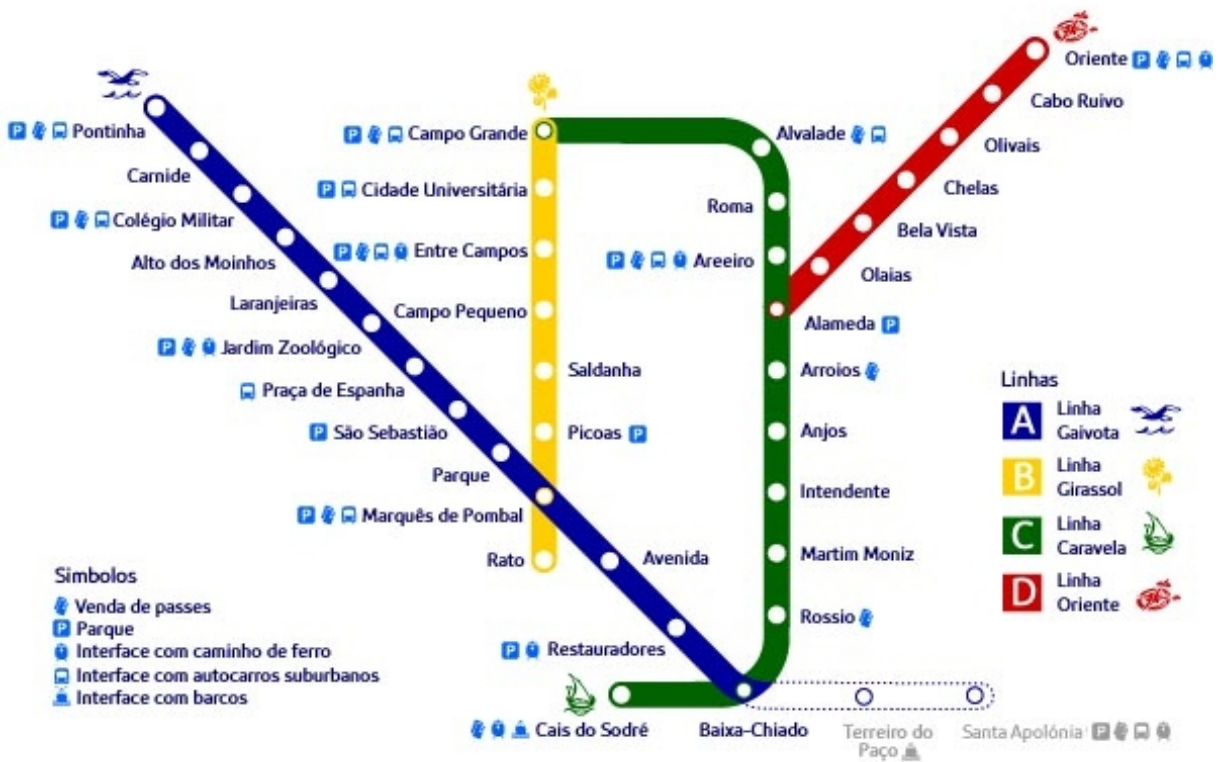 Oriente P
Cabo Ruivo
Olivais
Chelas
Bela Vista
Olaias
P Pontinha
Carnide
P Colégio Militar
Alto dos Moinhos
Laranjeiras
P Jardim Zoológico
Praça de Espanha
P São Sebastião
Parque
P Marquês de Pombal
Avenida
P Restauradores
Baixa-Chiado
Terreiro do
Paço
Santa Apolónia P
P Campo Grande
P Cidade Universitária
P Entre Campos
Campo Pequeno
Saldanha
Picoas P
Rato
Alvalade
Roma
P Areeiro
Alameda P
Arroios
Anjos
Intendente
Martim Moniz
Rossio
Cais do Sodré
Linhas
A Linha
Gaivota
B Linha
Girassol
C Linha
Caravela
D Linha
Oriente
Simbolos
Venda de passes
P Parque
Interface com caminho de ferro
Interface com autocarros suburbanos
Interface com barcos